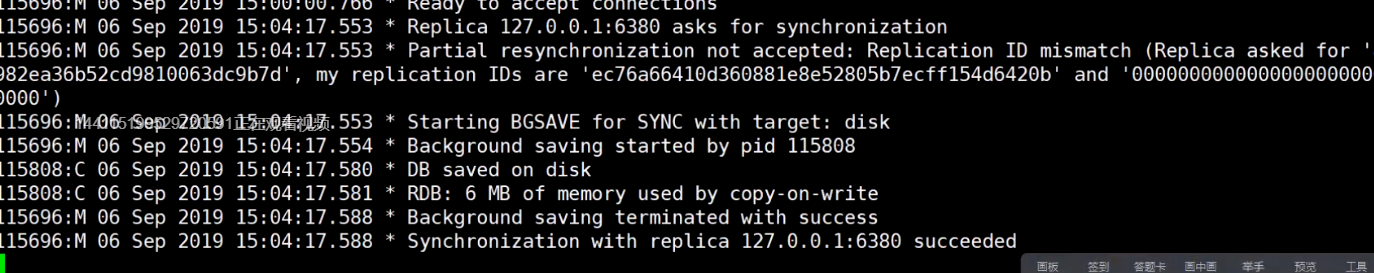 115696:M 06 Sep 2019 15:00:00.766 * Ready to accept connections
115696:M 06 Sep 2019 15:04:17.553 * Replica 127.0.0.1:6380 asks for synchronization
115696:M 06 Sep 2019 15:04:17.553 * Partial resynchronization not accepted: Replication ID mismatch (Replica asked for '
982ea36b52cd9810063dc9b7d', my replication IDs are 'ec76a66410d360881e8e52805b7ecff154d6420b' and '0000000000000000000000
0000')
115696:M 06 Sep 2019 15:04:17.553 * Starting BGSAVE for SYNC with target: disk
正在观看视频
115696:M 06 Sep 2019 15:04:17.554 * Background saving started by pid 115808
115808:C 06 Sep 2019 15:04:17.580 * DB saved on disk
115808:C 06 Sep 2019 15:04:17.581 * RDB: 6 MB of memory used by copy-on-write
115696:M 06 Sep 2019 15:04:17.588 * Background saving terminated with success
115696:M 06 Sep 2019 15:04:17.588 * Synchronization with replica 127.0.0.1:6380 succeeded
画板 签到 答题卡 画中画 举手 预览 工具